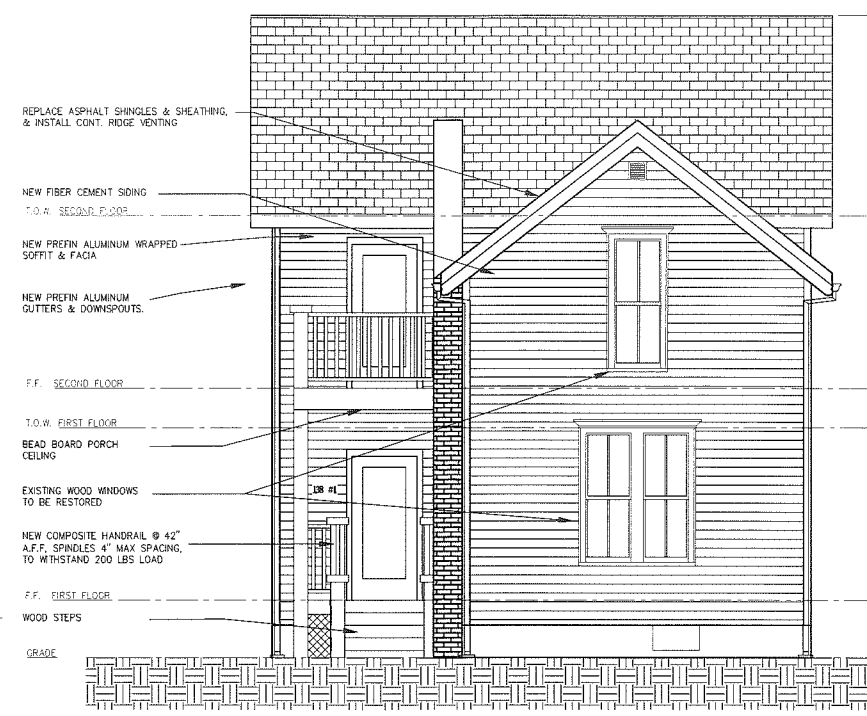 REPLACE ASPHALT SHINGLES & SHEATHING,
& INSTALL CONT. RIDGE VENTING
NEW FIBER CEMENT SIDING
T.O.W. SECOND FLOOR
NEW PREFIN ALUMINUM WRAPPED
SOFFIT & FACIA
NEW PREFIN ALUMINUM
GUTTERS & DOWNSPOUTS.
F.F. SECOND FLOOR
T.O.W. FIRST FLOOR
BEAD BOARD PORCH
CEILING
138 #1
EXISTING WOOD WINDOWS
TO BE RESTORED
NEW COMPOSITE HANDRAIL @ 42"
A.F.F, SPINDLES 4" MAX SPACING,
TO WITHSTAND 200 LBS LOAD
F.F. FIRST FLOOR
WOOD STEPS
GRADE